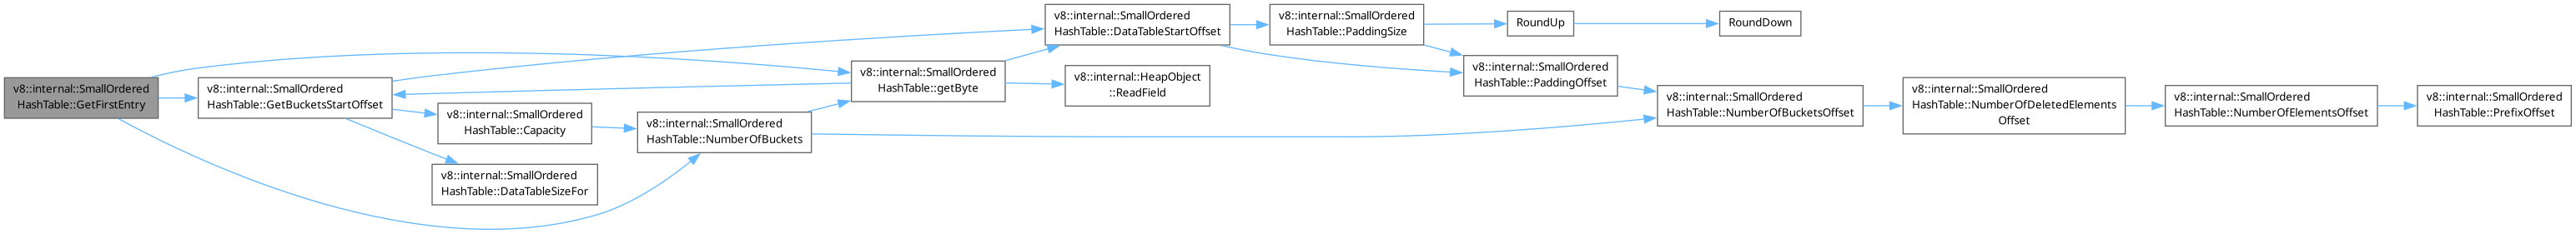 v8::internal::SmallOrdered
HashTable::GetFirstEntry
v8::internal::SmallOrdered
HashTable::GetBucketsStartOffset
v8::internal::SmallOrdered
HashTable::Capacity
v8::internal::SmallOrdered
HashTable::DataTableSizeFor
v8::internal::SmallOrdered
HashTable::NumberOfBuckets
v8::internal::SmallOrdered
HashTable::getByte
v8::internal::SmallOrdered
HashTable::DataTableStartOffset
v8::internal::HeapObject
::ReadField
v8::internal::SmallOrdered
HashTable::PaddingSize
v8::internal::SmallOrdered
HashTable::PaddingOffset
RoundUp
RoundDown
v8::internal::SmallOrdered
HashTable::NumberOfBucketsOffset
v8::internal::SmallOrdered
HashTable::NumberOfDeletedElements
Offset
v8::internal::SmallOrdered
HashTable::NumberOfElementsOffset
v8::internal::SmallOrdered
HashTable::PrefixOffset